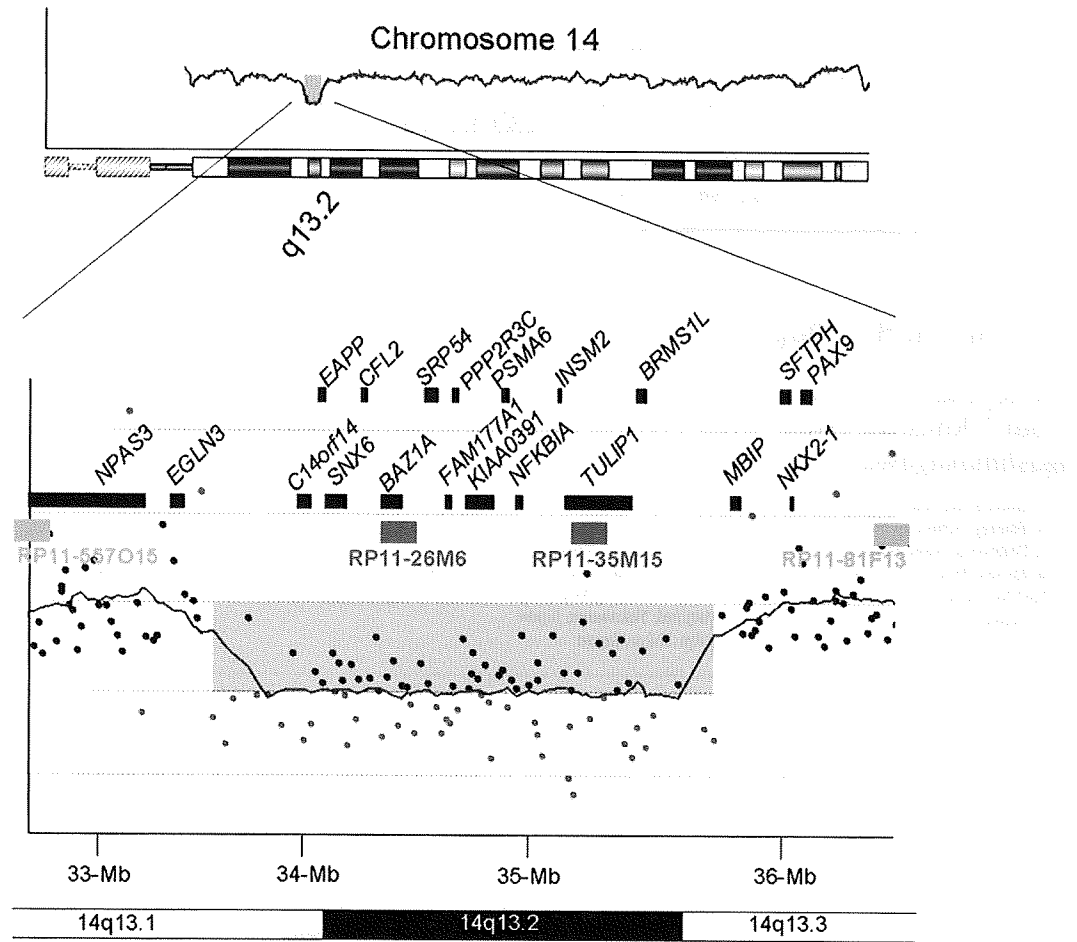 Chromosome 14
q13.2
EAPP CFL2 SRP54 PPP2R3C PSMA6 INSM2 BRMS1L SFTPH PAX9
NPAS3 EGLN3 C14orf14 SNX6 BAZ1A FAM177A1 KIAA0391 NFKBIA TULIP1 MBIP NKX2-1
RP11-557O15 RP11-26M6 RP11-35M15 RP11-81F13
33-Mb 34-Mb 35-Mb 36-Mb
14q13.1 14q13.2 14q13.3